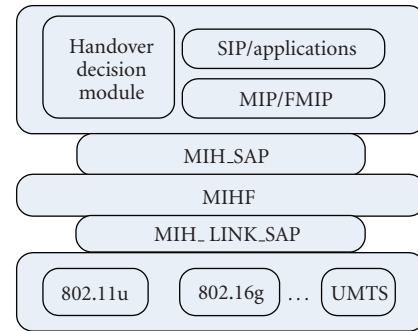 Handover
decision
module
SIP/applications
MIP/FMIP
MIH_SAP
MIHF
MIH_ LINK_SAP
802.11u
802.16g
...
UMTS